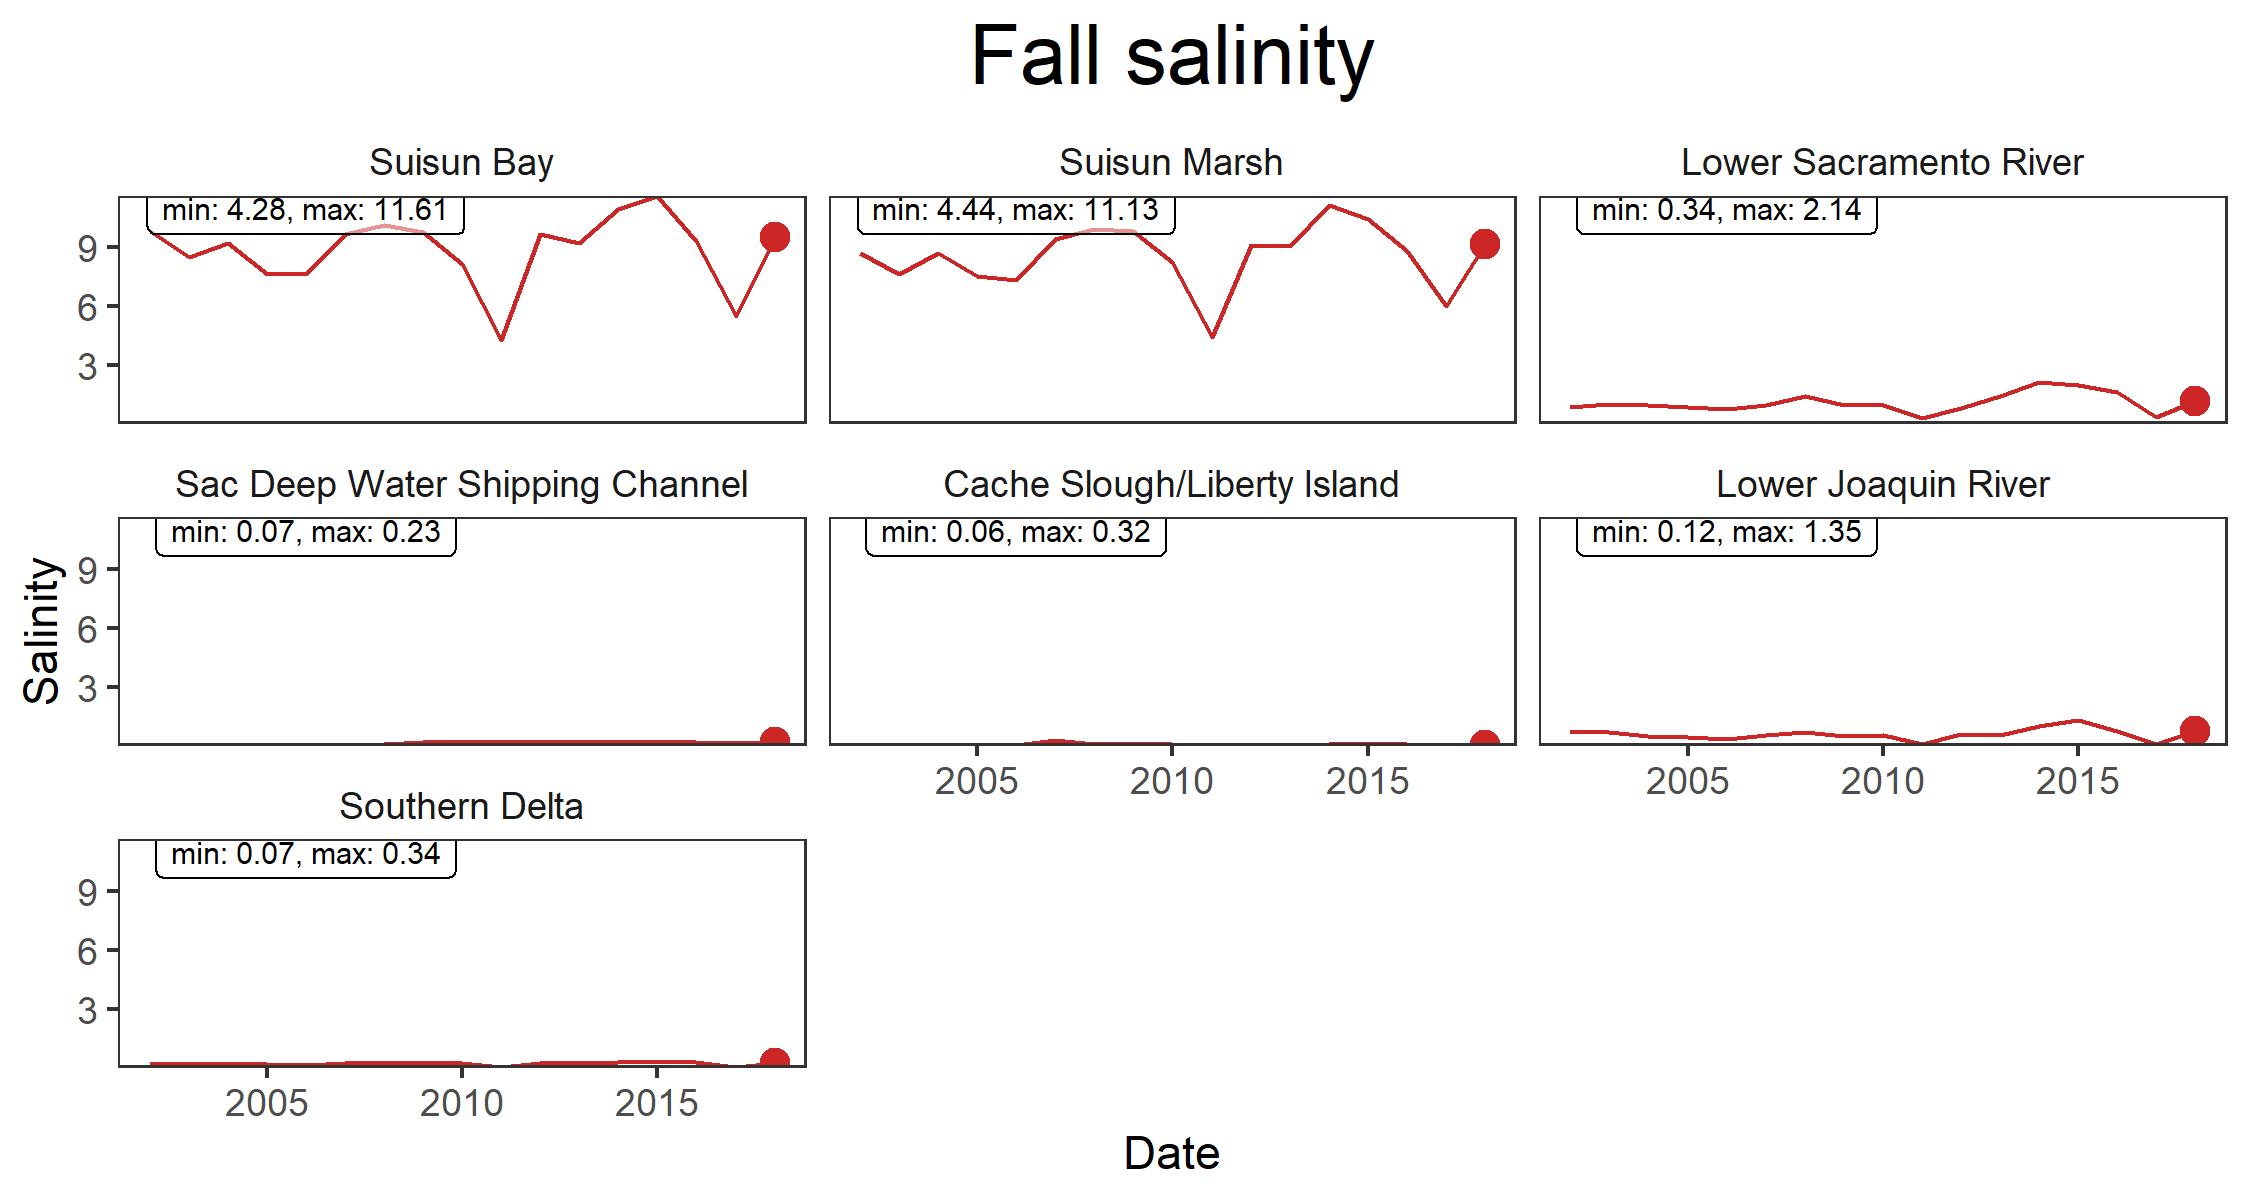 Fall salinity
Suisun Bay
Suisun Marsh
Lower Sacramento River
min: 4.28, max: 11.61
min: 4.44, max: 11.13
min: 0.34, max: 2.14
9
6
3
Sac Deep Water Shipping Channel
Cache Slough/Liberty Island
Lower Joaquin River
min: 0.07, max: 0.23
min: 0.06, max: 0.32
min: 0.12, max: 1.35
9
6
3
Salinity
2005
2010
2015
2005
2010
2015
Southern Delta
min: 0.07, max: 0.34
9
6
3
2005
2010
2015
Date